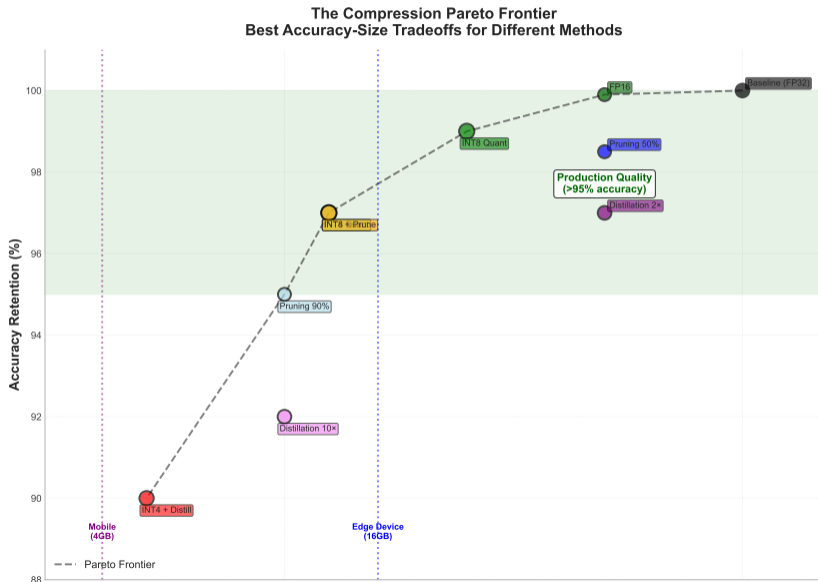 The Compression Pareto Frontier
Best Accuracy-Size Tradeoffs for Different Methods
Accuracy Retention (%)
100
98
96
94
92
90
88
Baseline (FP32)
FP16
INT8 Quant
Pruning 50%
Production Quality
(>95% accuracy)
Distillation 2×
INT8 + Prune
Pruning 90%
Distillation 10×
INT4 + Distill
Mobile
(4GB)
Edge Device
(16GB)
Pareto Frontier